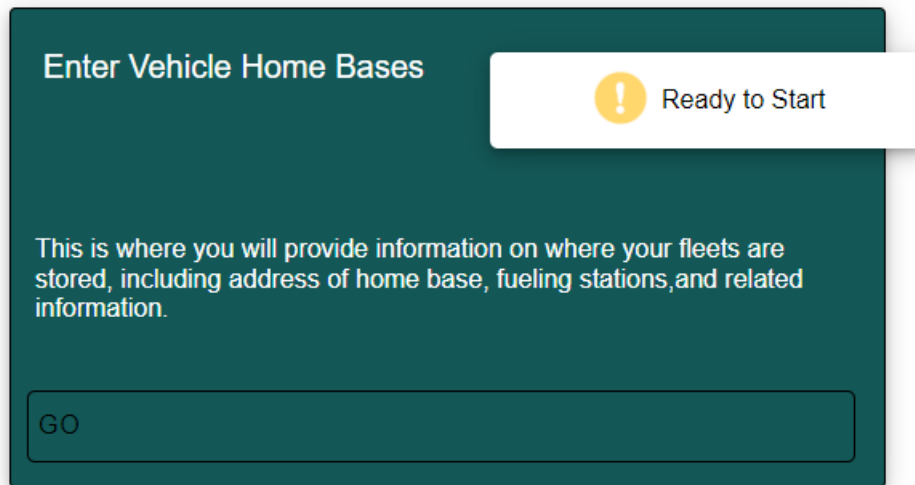 Enter Vehicle Home Bases
Ready to Start
This is where you will provide information on where your fleets are
stored, including address of home base, fueling stations,and related
information.
GO